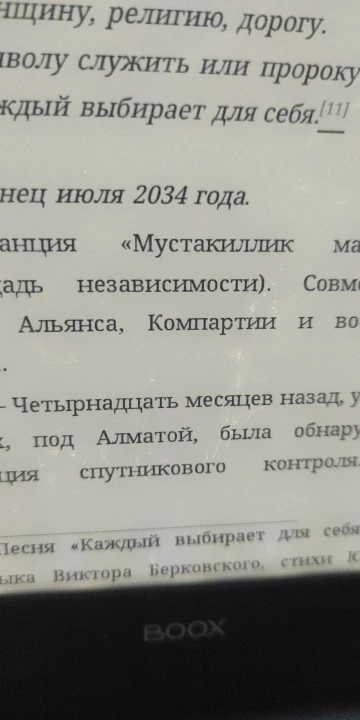 нщину, религию, дорогу.
волу служить или пророку
ждый выбирает для себя.[11]
нец июля 2034 года.
анция «Мустакиллик ма
адь независимости). Совм
Альянса, Компартии и во
.
– Четырнадцать месяцев назад, у
х, под Алматой, была обнару
ция спутникового контроля.
Песня «Каждый выбирает для себя
ыка Виктора Берковского, стихи Ю
BOOX